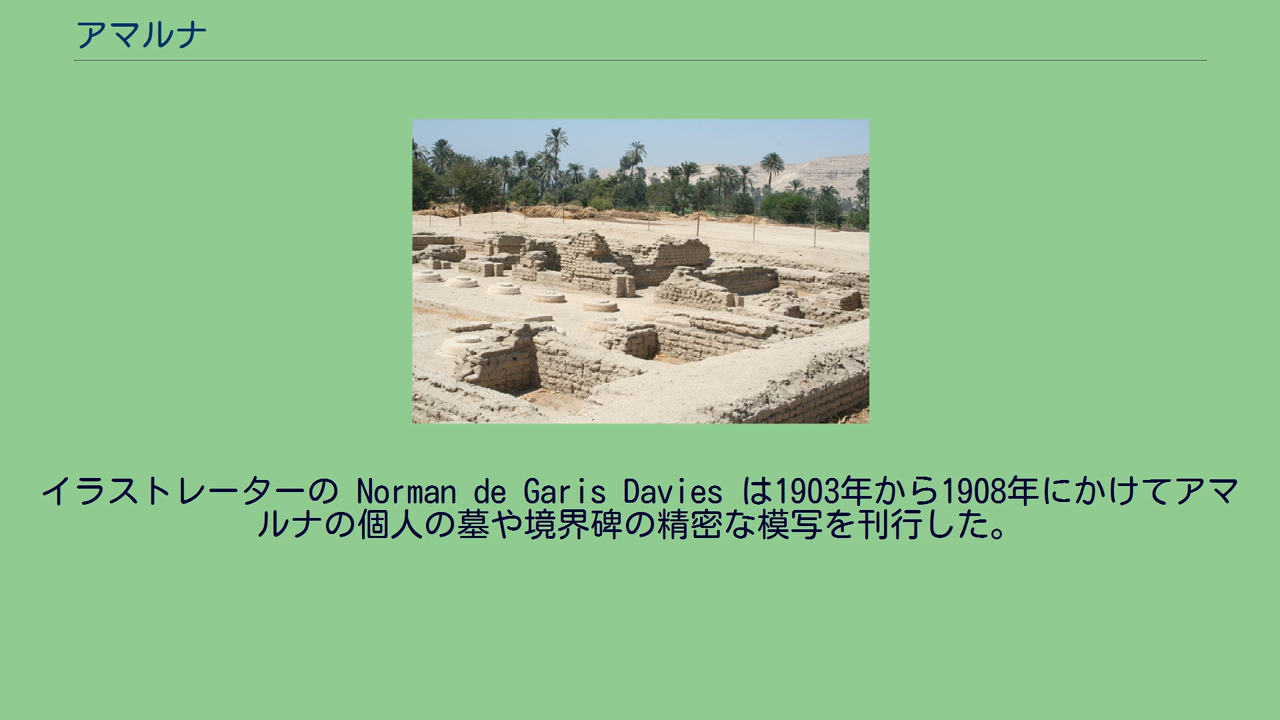 アマルナ
イラストレーターの Norman de Garis Davies は1903年から1908年にかけてアマ
ルナの個人の墓や境界碑の精密な模写を刊行した。